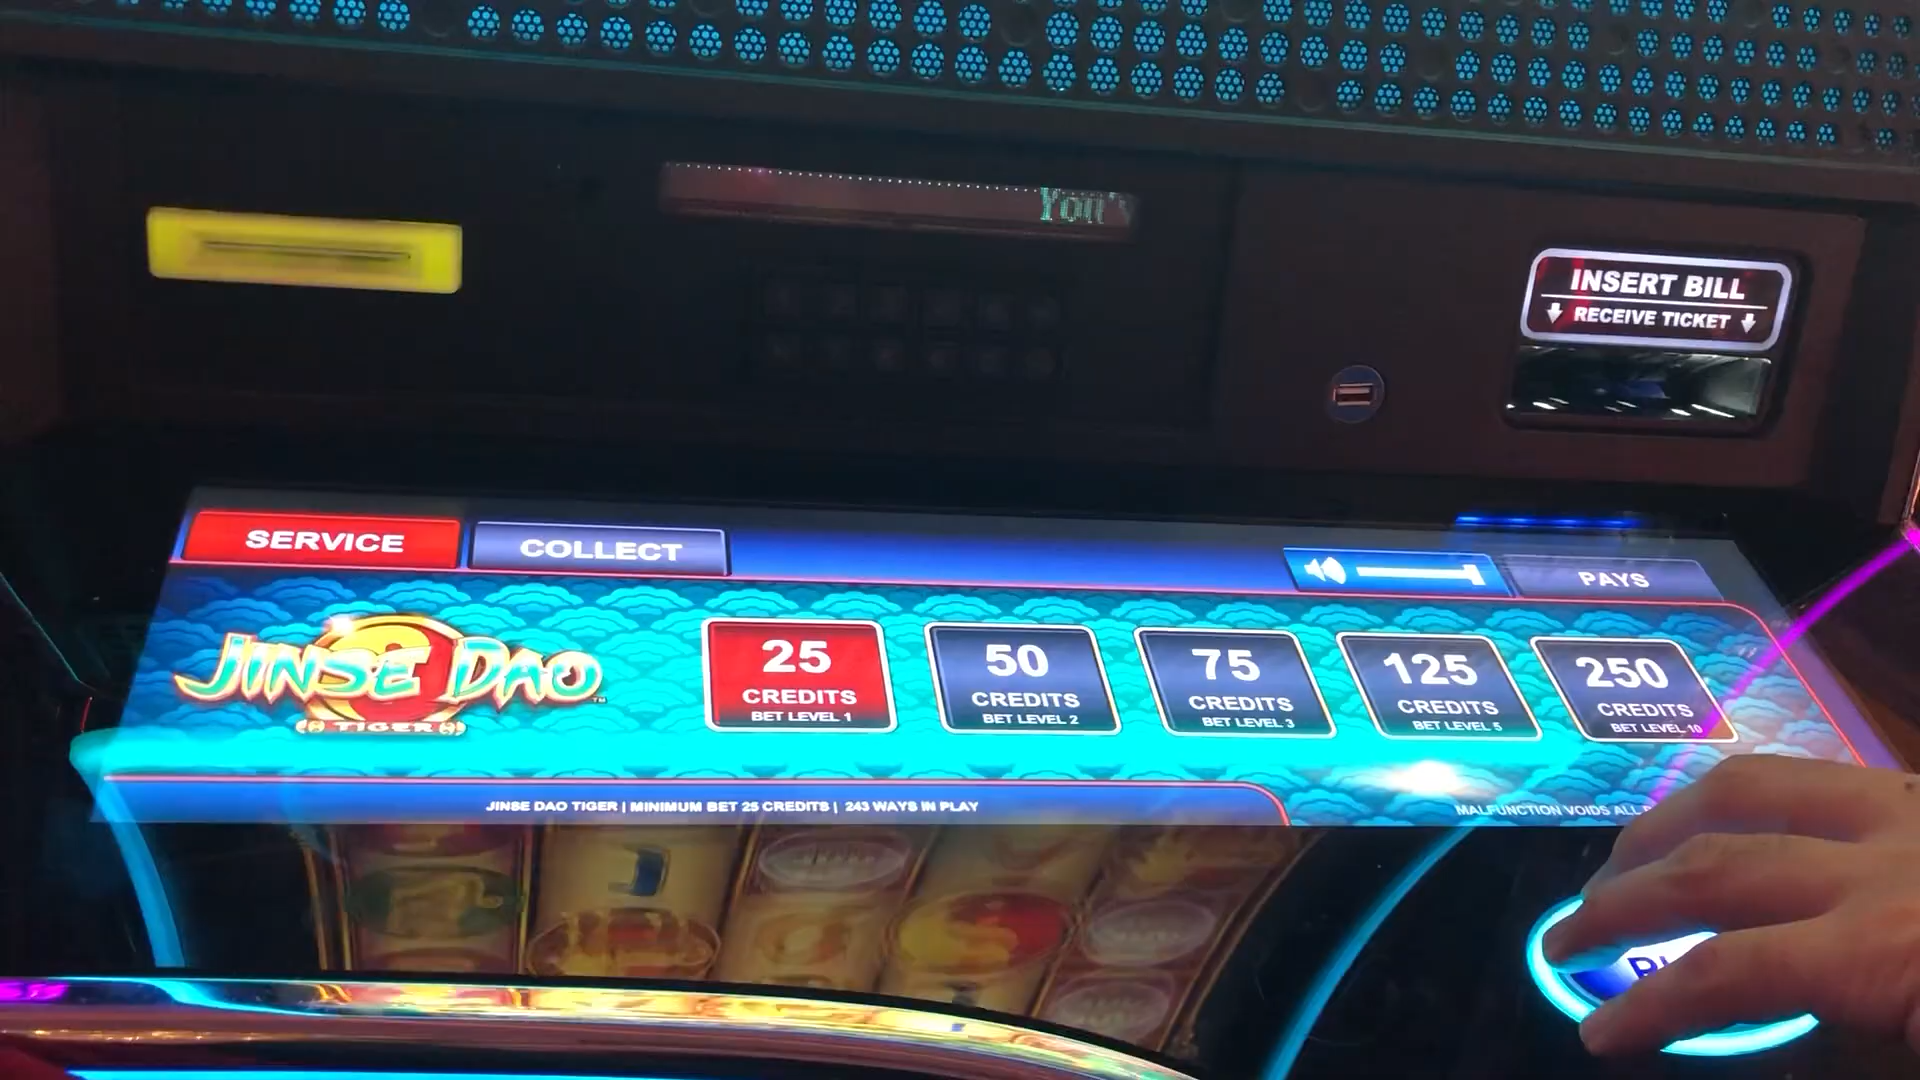 You'
INSERT BILL
RECEIVE TICKET
SERVICE
COLLECT
PAYS
JINSE DAO
TIGER
25
CREDITS
BET LEVEL 1
50
CREDITS
BET LEVEL 2
75
CREDITS
BET LEVEL 3
125
CREDITS
BET LEVEL 5
250
CREDITS
BET LEVEL 10
JINSE DAO TIGER | MINIMUM BET 25 CREDITS | 243 WAYS IN PLAY
MALFUNCTION VOIDS ALL